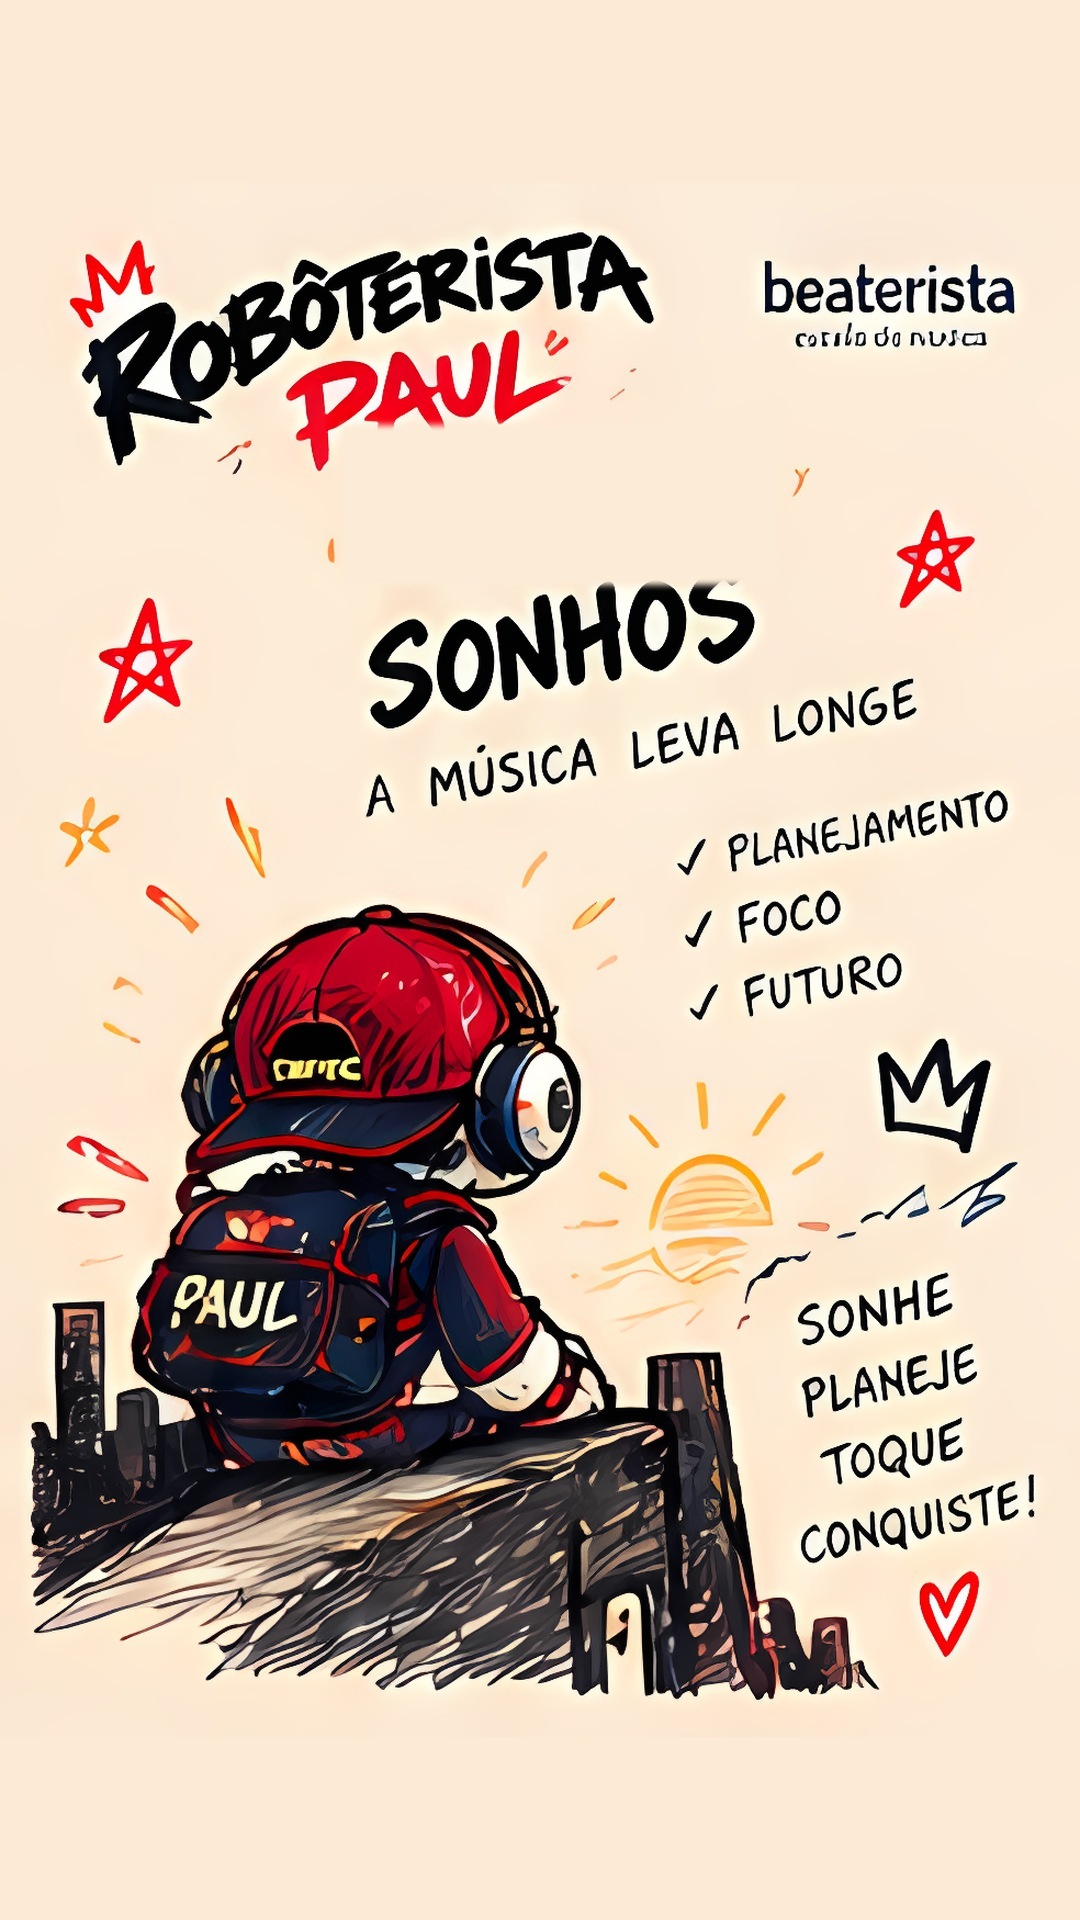 ROBÔTERISTA
PAUL
beaterista
SONHOS
A MÚSICA LEVA LONGE
✓ PLANEJAMENTO
✓ FOCO
✓ FUTURO
PAUL
SONHE
PLANEJE
TOQUE
CONQUISTE!